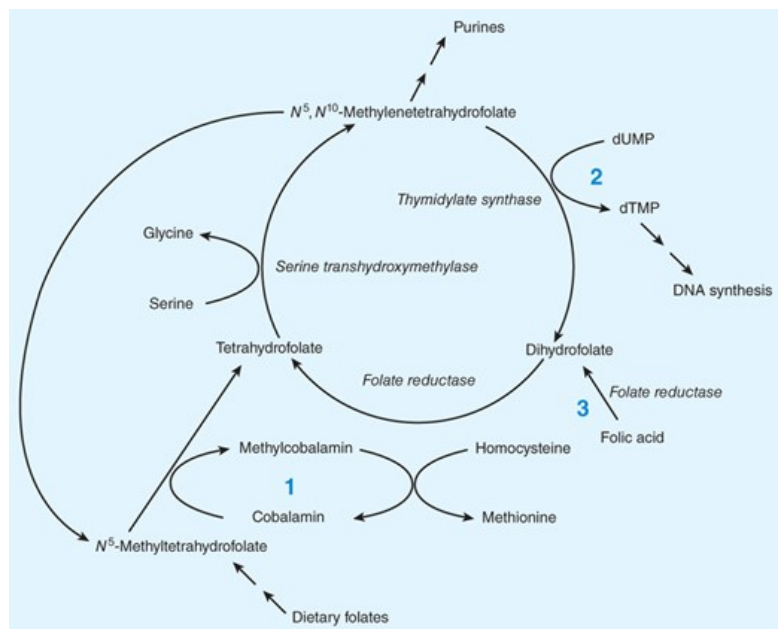 Purines
N⁵, N¹⁰-Methylenetetrahydrofolate
dUMP
2
Thymidylate synthase
dTMP
Glycine
Serine transhydroxymethylase
DNA synthesis
Serine
Tetrahydrofolate
Dihydrofolate
Folate reductase
Folate reductase
3
Folic acid
Methylcobalamin
Homocysteine
1
Cobalamin
Methionine
N⁵-Methyltetrahydrofolate
Dietary folates